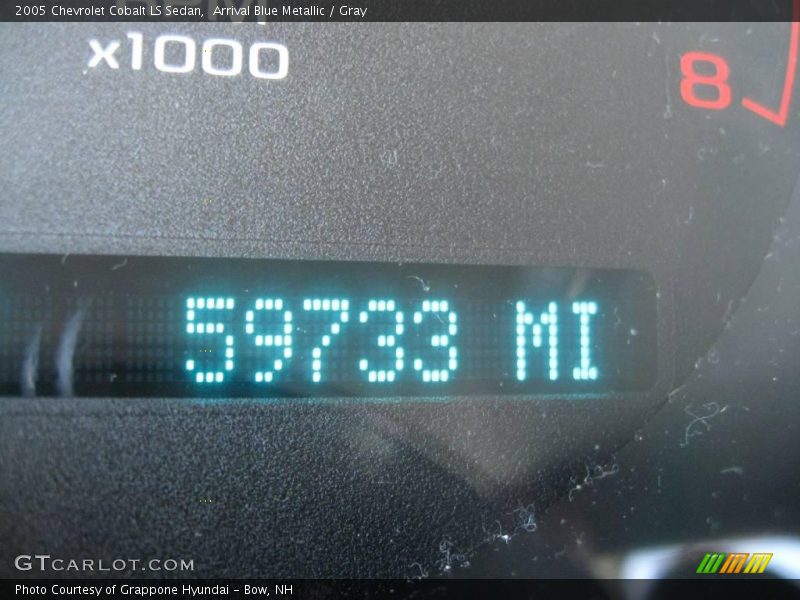 2005 Chevrolet Cobalt LS Sedan,  Arrival Blue Metallic / Gray
x1000
8
59733 MI
GTCARLOT.COM
Photo Courtesy of Grappone Hyundai - Bow, NH